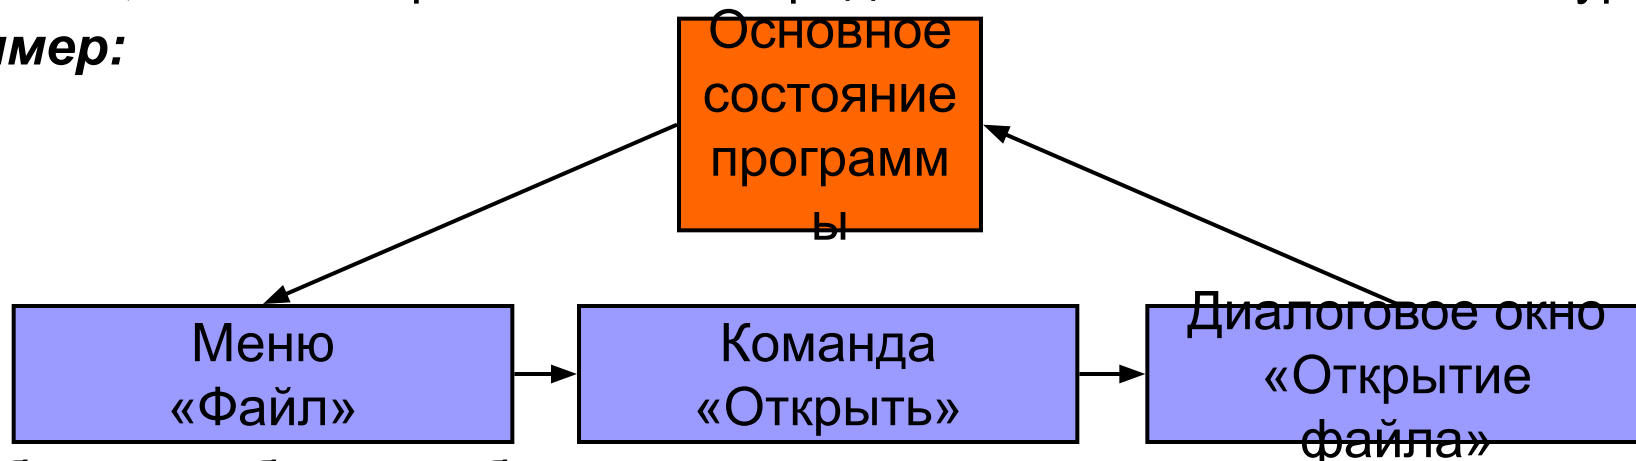 мер:
Основное
состояние
программ
ы
Меню
«Файл»
Команда
«Открыть»
Диалоговое окно
«Открытие
файла»